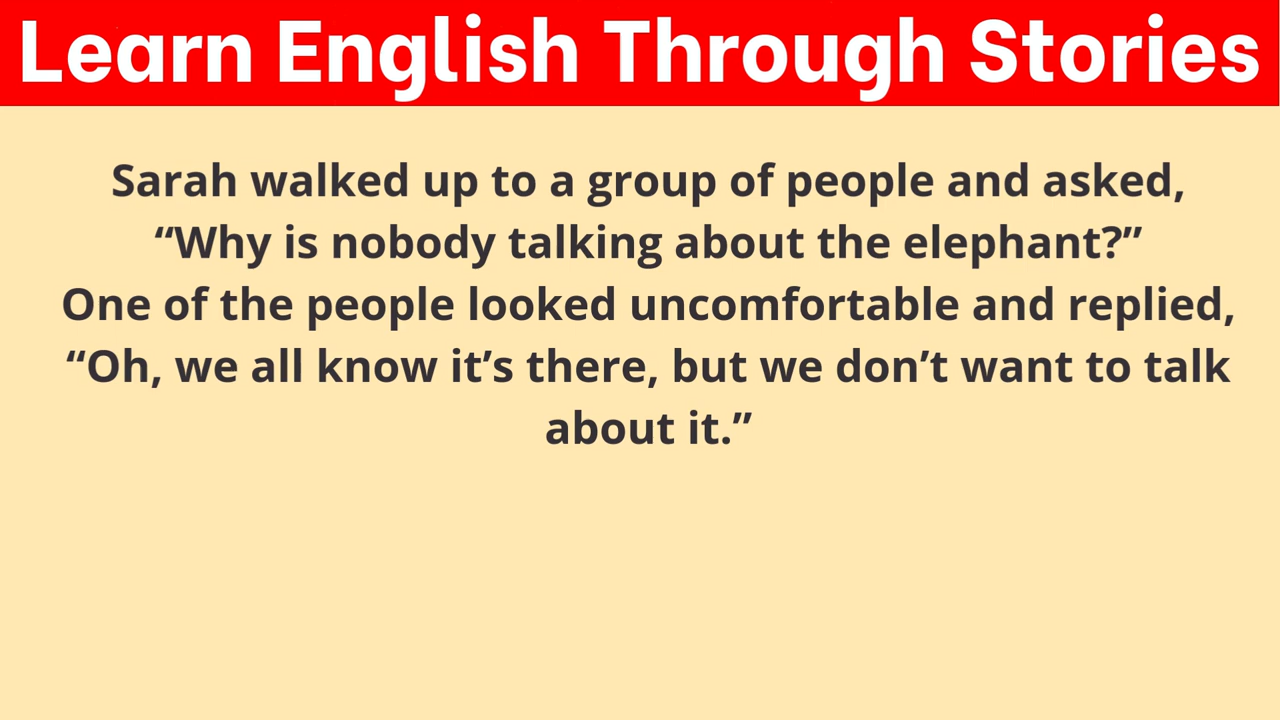 Learn English Through Stories
Sarah walked up to a group of people and asked,
“Why is nobody talking about the elephant?”
One of the people looked uncomfortable and replied,
“Oh, we all know it’s there, but we don’t want to talk
about it.”